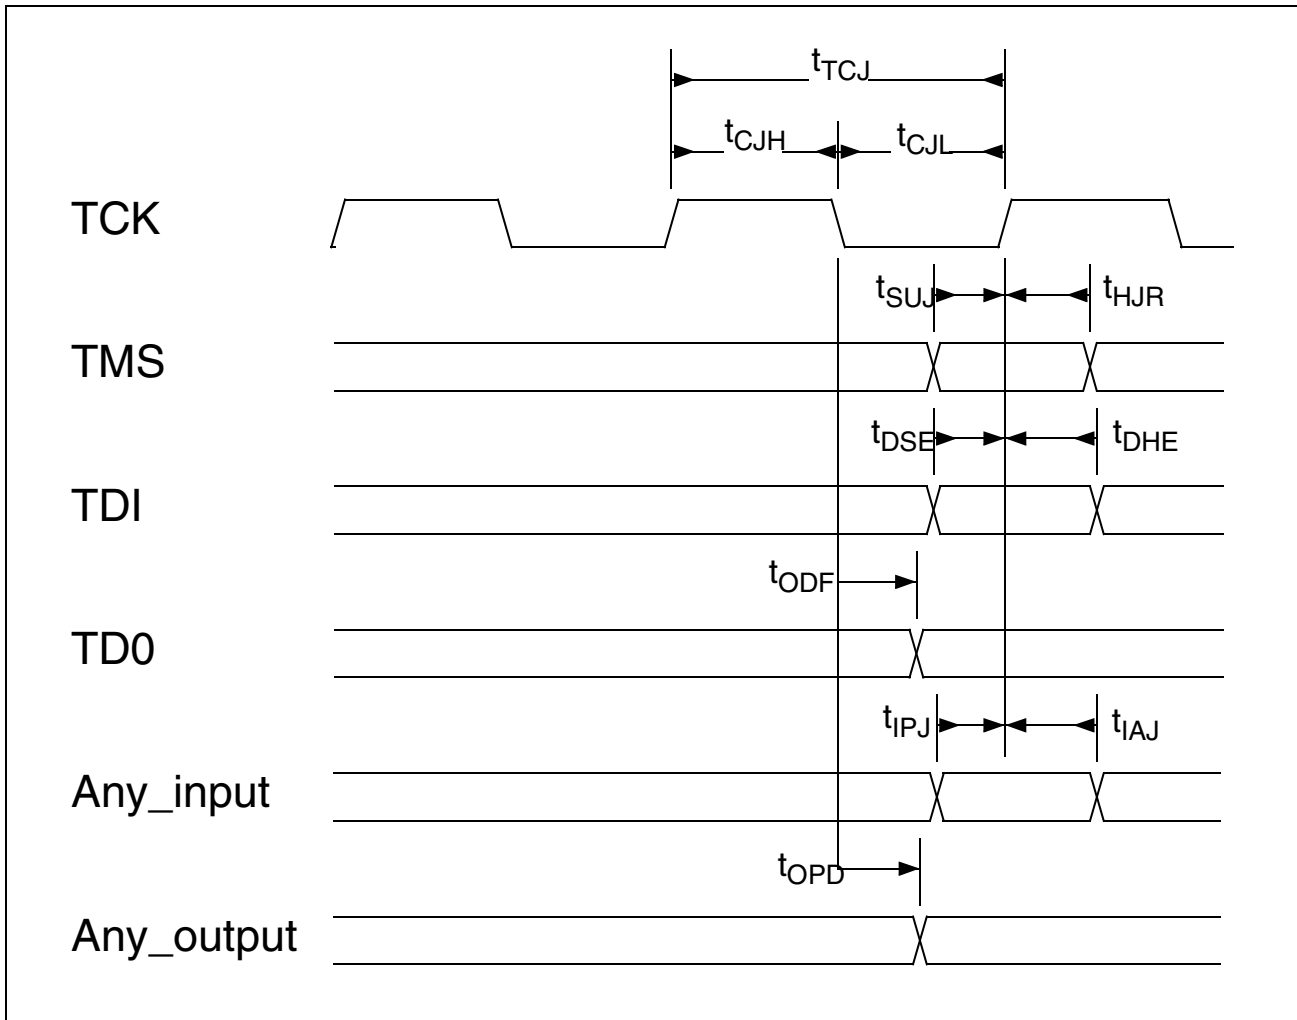 tTCJ
tCJH tCJL
TCK
tSUJ tHJR
TMS
tDSE tDHE
TDI
tODF
TD0
tIPJ tIAJ
Any_input
tOPD
Any_output